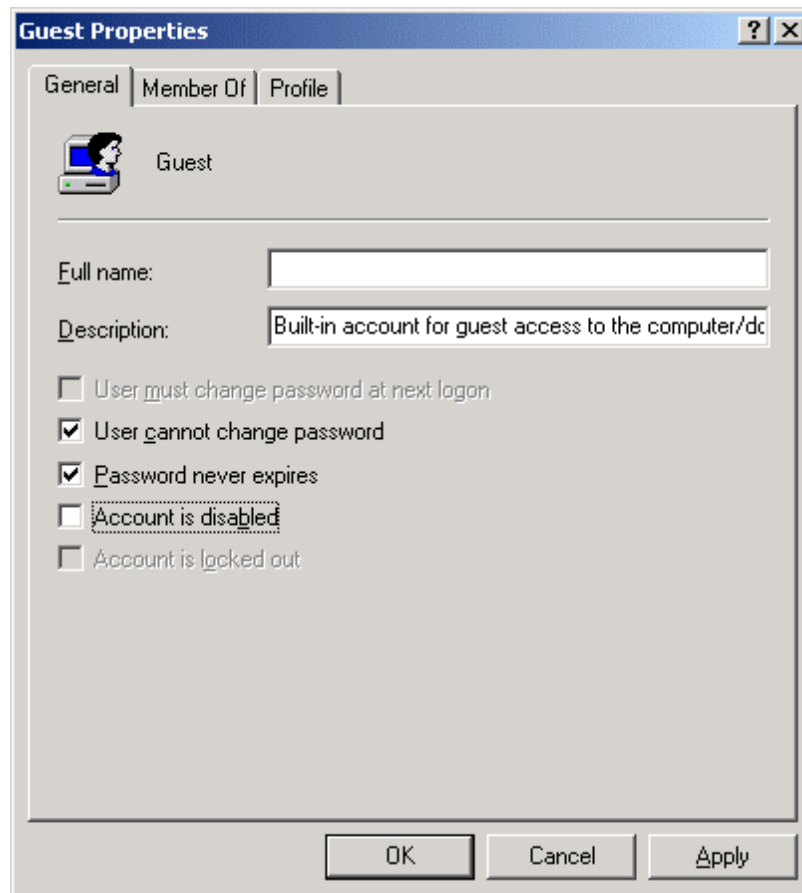 Guest Properties
General Member Of Profile
Guest
Full name:
Description: Built-in account for guest access to the computer/dc
User must change password at next logon
User cannot change password
Password never expires
Account is disabled
Account is locked out
OK Cancel Apply